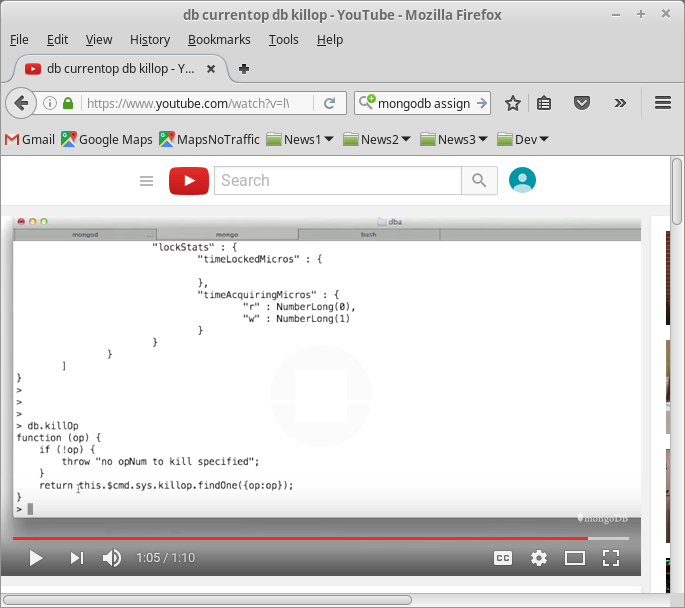 db currentop db killop - YouTube - Mozilla Firefox
File Edit View History Bookmarks Tools Help
db currentop db killop - Y...
https://www.youtube.com/watch?v=l\
mongodb assign
Gmail Google Maps MapsNoTraffic News1 News2 News3 Dev
Search
dba
mongod mongo bash
"lockStats" : {
"timeLockedMicros" : {
},
"timeAcquiringMicros" : {
"r" : NumberLong(0),
"w" : NumberLong(1)
}
}
}
]
}
>
>
>
> db.killOp
function (op) {
if (!op) {
throw "no opNum to kill specified";
}
return this.$cmd.sys.killop.findOne({op:op});
}
>
mongoDB
1:05 / 1:10
CC